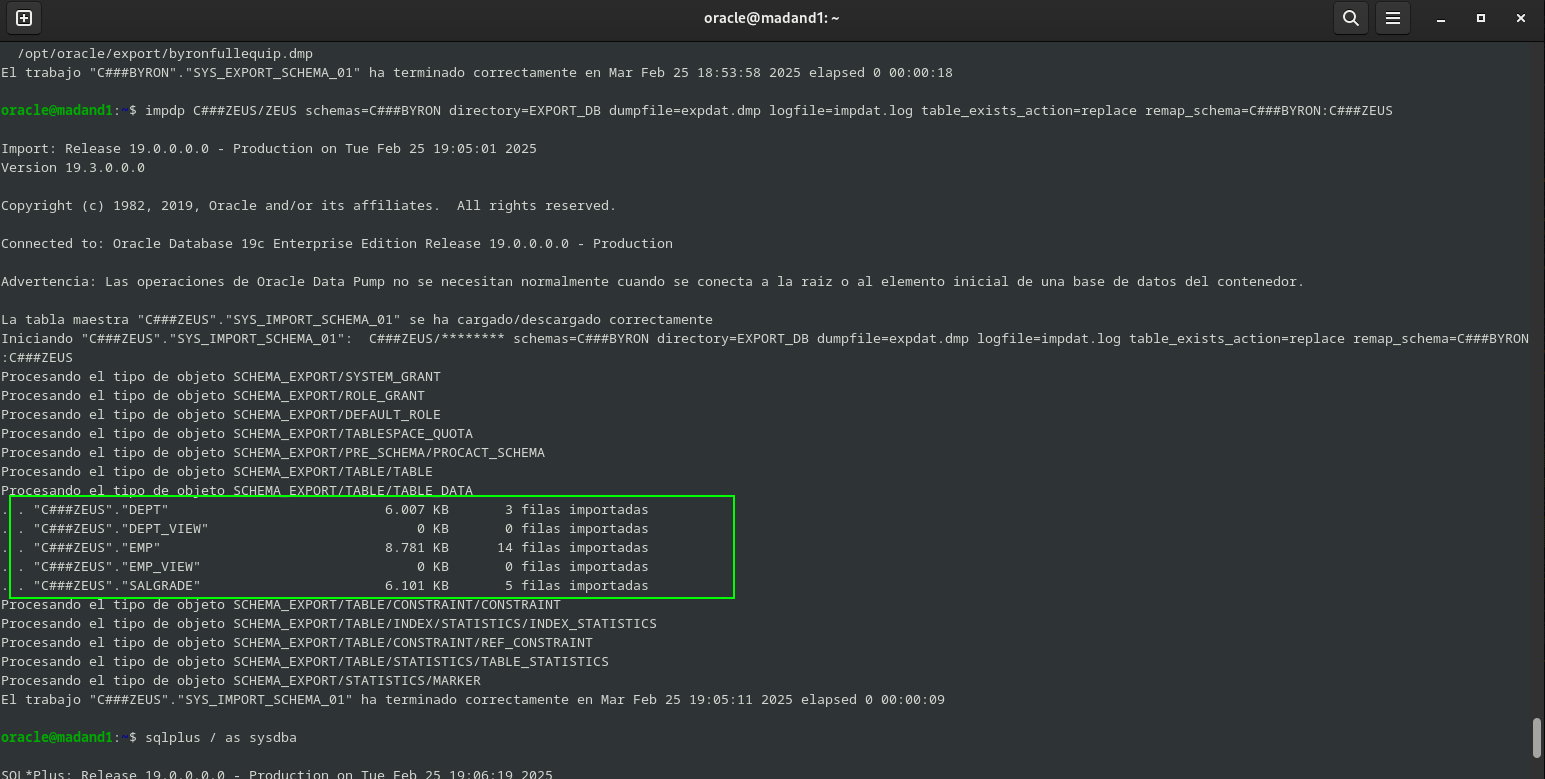 oracle@madand1: ~
/opt/oracle/export/byronfullequip.dmp
El trabajo "C###BYRON"."SYS_EXPORT_SCHEMA_01" ha terminado correctamente en Mar Feb 25 18:53:58 2025 elapsed 0 00:00:18
oracle@madand1:~$ impdp C###ZEUS/ZEUS schemas=C###BYRON directory=EXPORT_DB dumpfile=expdat.dmp logfile=impdat.log table_exists_action=replace remap_schema=C###BYRON:C###ZEUS
Import: Release 19.0.0.0.0 - Production on Tue Feb 25 19:05:01 2025
Version 19.3.0.0.0
Copyright (c) 1982, 2019, Oracle and/or its affiliates.  All rights reserved.
Connected to: Oracle Database 19c Enterprise Edition Release 19.0.0.0.0 - Production
Advertencia: Las operaciones de Oracle Data Pump no se necesitan normalmente cuando se conecta a la raiz o al elemento inicial de una base de datos del contenedor.
La tabla maestra "C###ZEUS"."SYS_IMPORT_SCHEMA_01" se ha cargado/descargado correctamente
Iniciando "C###ZEUS"."SYS_IMPORT_SCHEMA_01":  C###ZEUS/******** schemas=C###BYRON directory=EXPORT_DB dumpfile=expdat.dmp logfile=impdat.log table_exists_action=replace remap_schema=C###BYRON
:C###ZEUS
Procesando el tipo de objeto SCHEMA_EXPORT/SYSTEM_GRANT
Procesando el tipo de objeto SCHEMA_EXPORT/ROLE_GRANT
Procesando el tipo de objeto SCHEMA_EXPORT/DEFAULT_ROLE
Procesando el tipo de objeto SCHEMA_EXPORT/TABLESPACE_QUOTA
Procesando el tipo de objeto SCHEMA_EXPORT/PRE_SCHEMA/PROCACT_SCHEMA
Procesando el tipo de objeto SCHEMA_EXPORT/TABLE/TABLE
Procesando el tipo de objeto SCHEMA_EXPORT/TABLE/TABLE_DATA
. . "C###ZEUS"."DEPT"                           6.007 KB       3 filas importadas
. . "C###ZEUS"."DEPT_VIEW"                          0 KB       0 filas importadas
. . "C###ZEUS"."EMP"                            8.781 KB      14 filas importadas
. . "C###ZEUS"."EMP_VIEW"                           0 KB       0 filas importadas
. . "C###ZEUS"."SALGRADE"                       6.101 KB       5 filas importadas
Procesando el tipo de objeto SCHEMA_EXPORT/TABLE/CONSTRAINT/CONSTRAINT
Procesando el tipo de objeto SCHEMA_EXPORT/TABLE/INDEX/STATISTICS/INDEX_STATISTICS
Procesando el tipo de objeto SCHEMA_EXPORT/TABLE/CONSTRAINT/REF_CONSTRAINT
Procesando el tipo de objeto SCHEMA_EXPORT/TABLE/STATISTICS/TABLE_STATISTICS
Procesando el tipo de objeto SCHEMA_EXPORT/STATISTICS/MARKER
El trabajo "C###ZEUS"."SYS_IMPORT_SCHEMA_01" ha terminado correctamente en Mar Feb 25 19:05:11 2025 elapsed 0 00:00:09
oracle@madand1:~$ sqlplus / as sysdba
SQL*Plus: Release 19.0.0.0.0 - Production on Tue Feb 25 19:06:19 2025